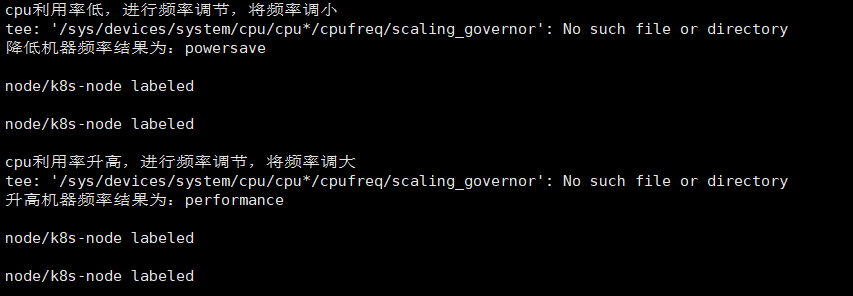 cpu利用率低，进行频率调节，将频率调小
tee: '/sys/devices/system/cpu/cpu*/cpufreq/scaling_governor': No such file or directory
降低机器频率结果为：powersave
node/k8s-node labeled
node/k8s-node labeled
cpu利用率升高，进行频率调节，将频率调大
tee: '/sys/devices/system/cpu/cpu*/cpufreq/scaling_governor': No such file or directory
升高机器频率结果为：performance
node/k8s-node labeled
node/k8s-node labeled